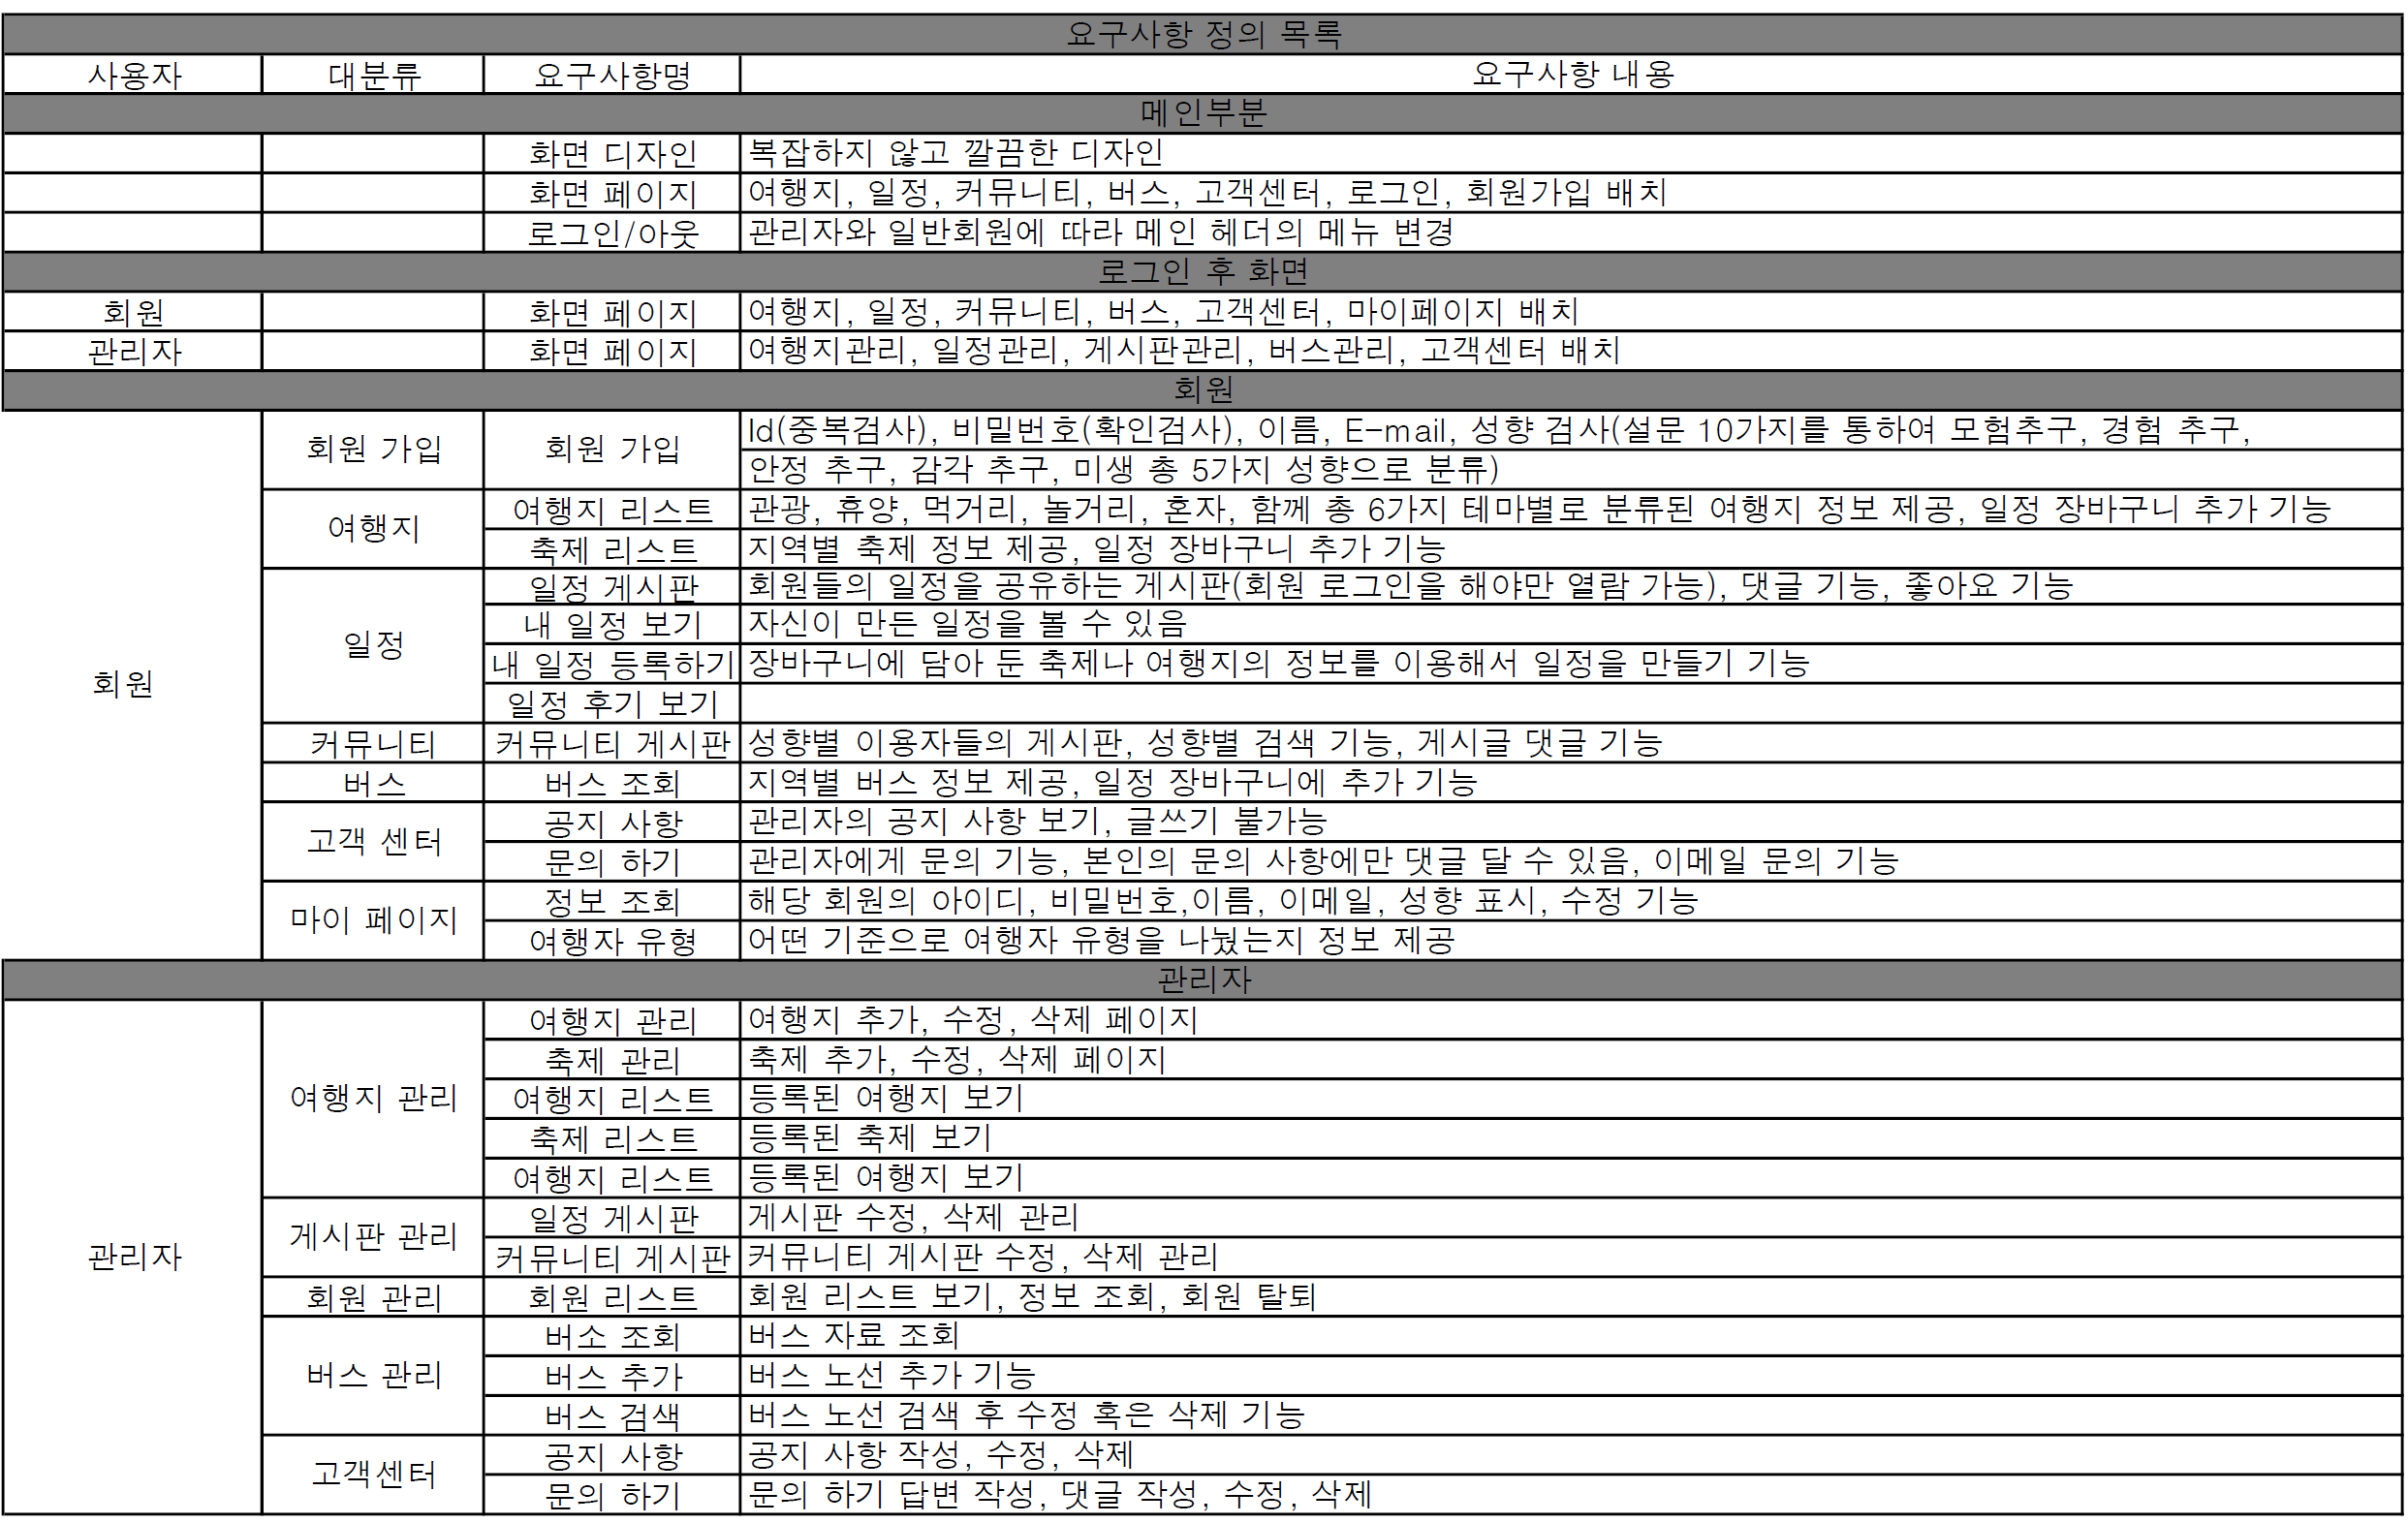 요구사항 정의 목록
사용자 대분류 요구사항명 요구사항 내용
메인부분
화면 디자인 복잡하지 않고 깔끔한 디자인
화면 페이지 여행지, 일정, 커뮤니티, 버스, 고객센터, 로그인, 회원가입 배치
로그인/아웃 관리자와 일반회원에 따라 메인 헤더의 메뉴 변경
로그인 후 화면
회원 화면 페이지 여행지, 일정, 커뮤니티, 버스, 고객센터, 마이페이지 배치
관리자 화면 페이지 여행지관리, 일정관리, 게시판관리, 버스관리, 고객센터 배치
회원
회원 회원 가입 회원 가입 Id(중복검사), 비밀번호(확인검사), 이름, E-mail, 성향 검사(설문 10가지를 통하여 모험추구, 경험 추구,
안정 추구, 감각 추구, 미생 총 5가지 성향으로 분류)
여행지 여행지 리스트 관광, 휴양, 먹거리, 놀거리, 혼자, 함께 총 6가지 테마별로 분류된 여행지 정보 제공, 일정 장바구니 추가 기능
축제 리스트 지역별 축제 정보 제공, 일정 장바구니 추가 기능
일정 일정 게시판 회원들의 일정을 공유하는 게시판(회원 로그인을 해야만 열람 가능), 댓글 기능, 좋아요 기능
내 일정 보기 자신이 만든 일정을 볼 수 있음
내 일정 등록하기 장바구니에 담아 둔 축제나 여행지의 정보를 이용해서 일정을 만들기 기능
일정 후기 보기
커뮤니티 커뮤니티 게시판 성향별 이용자들의 게시판, 성향별 검색 기능, 게시글 댓글 기능
버스 버스 조회 지역별 버스 정보 제공, 일정 장바구니에 추가 기능
고객 센터 공지 사항 관리자의 공지 사항 보기, 글쓰기 불가능
문의 하기 관리자에게 문의 기능, 본인의 문의 사항에만 댓글 달 수 있음, 이메일 문의 기능
마이 페이지 정보 조회 해당 회원의 아이디, 비밀번호,이름, 이메일, 성향 표시, 수정 기능
여행자 유형 어떤 기준으로 여행자 유형을 나눴는지 정보 제공
관리자
관리자 여행지 관리 여행지 관리 여행지 추가, 수정, 삭제 페이지
축제 관리 축제 추가, 수정, 삭제 페이지
여행지 리스트 등록된 여행지 보기
축제 리스트 등록된 축제 보기
여행지 리스트 등록된 여행지 보기
게시판 관리 일정 게시판 게시판 수정, 삭제 관리
커뮤니티 게시판 커뮤니티 게시판 수정, 삭제 관리
회원 관리 회원 리스트 회원 리스트 보기, 정보 조회, 회원 탈퇴
버스 관리 버소 조회 버스 자료 조회
버스 추가 버스 노선 추가 기능
버스 검색 버스 노선 검색 후 수정 혹은 삭제 기능
고객센터 공지 사항 공지 사항 작성, 수정, 삭제
문의 하기 문의 하기 답변 작성, 댓글 작성, 수정, 삭제